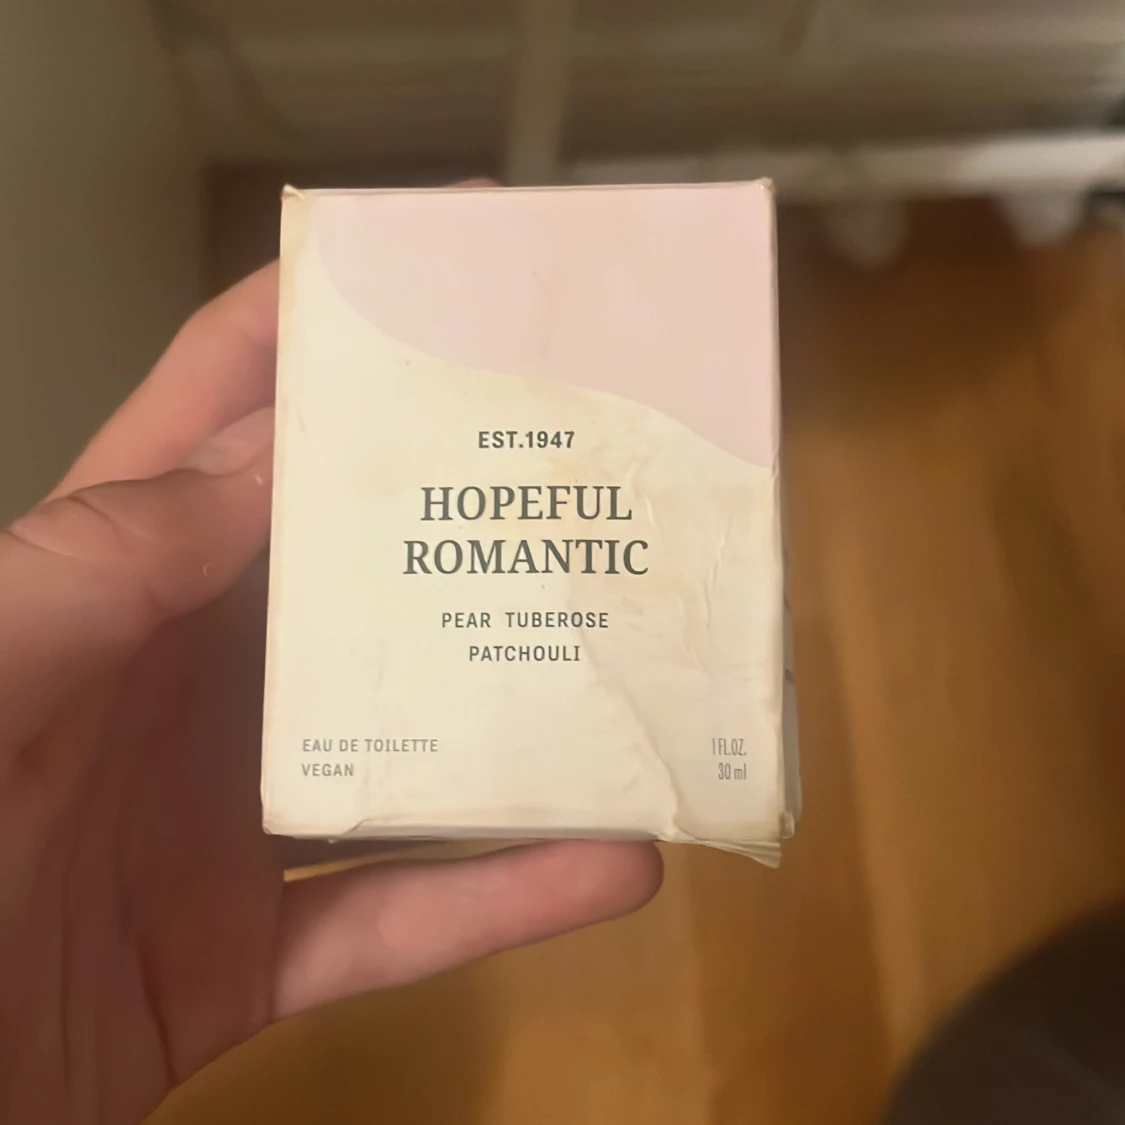 EST.1947
HOPEFUL
ROMANTIC
PEAR TUBEROSE
PATCHOULI
EAU DE TOILETTE
VEGAN
1 FL.OZ.
30 ml